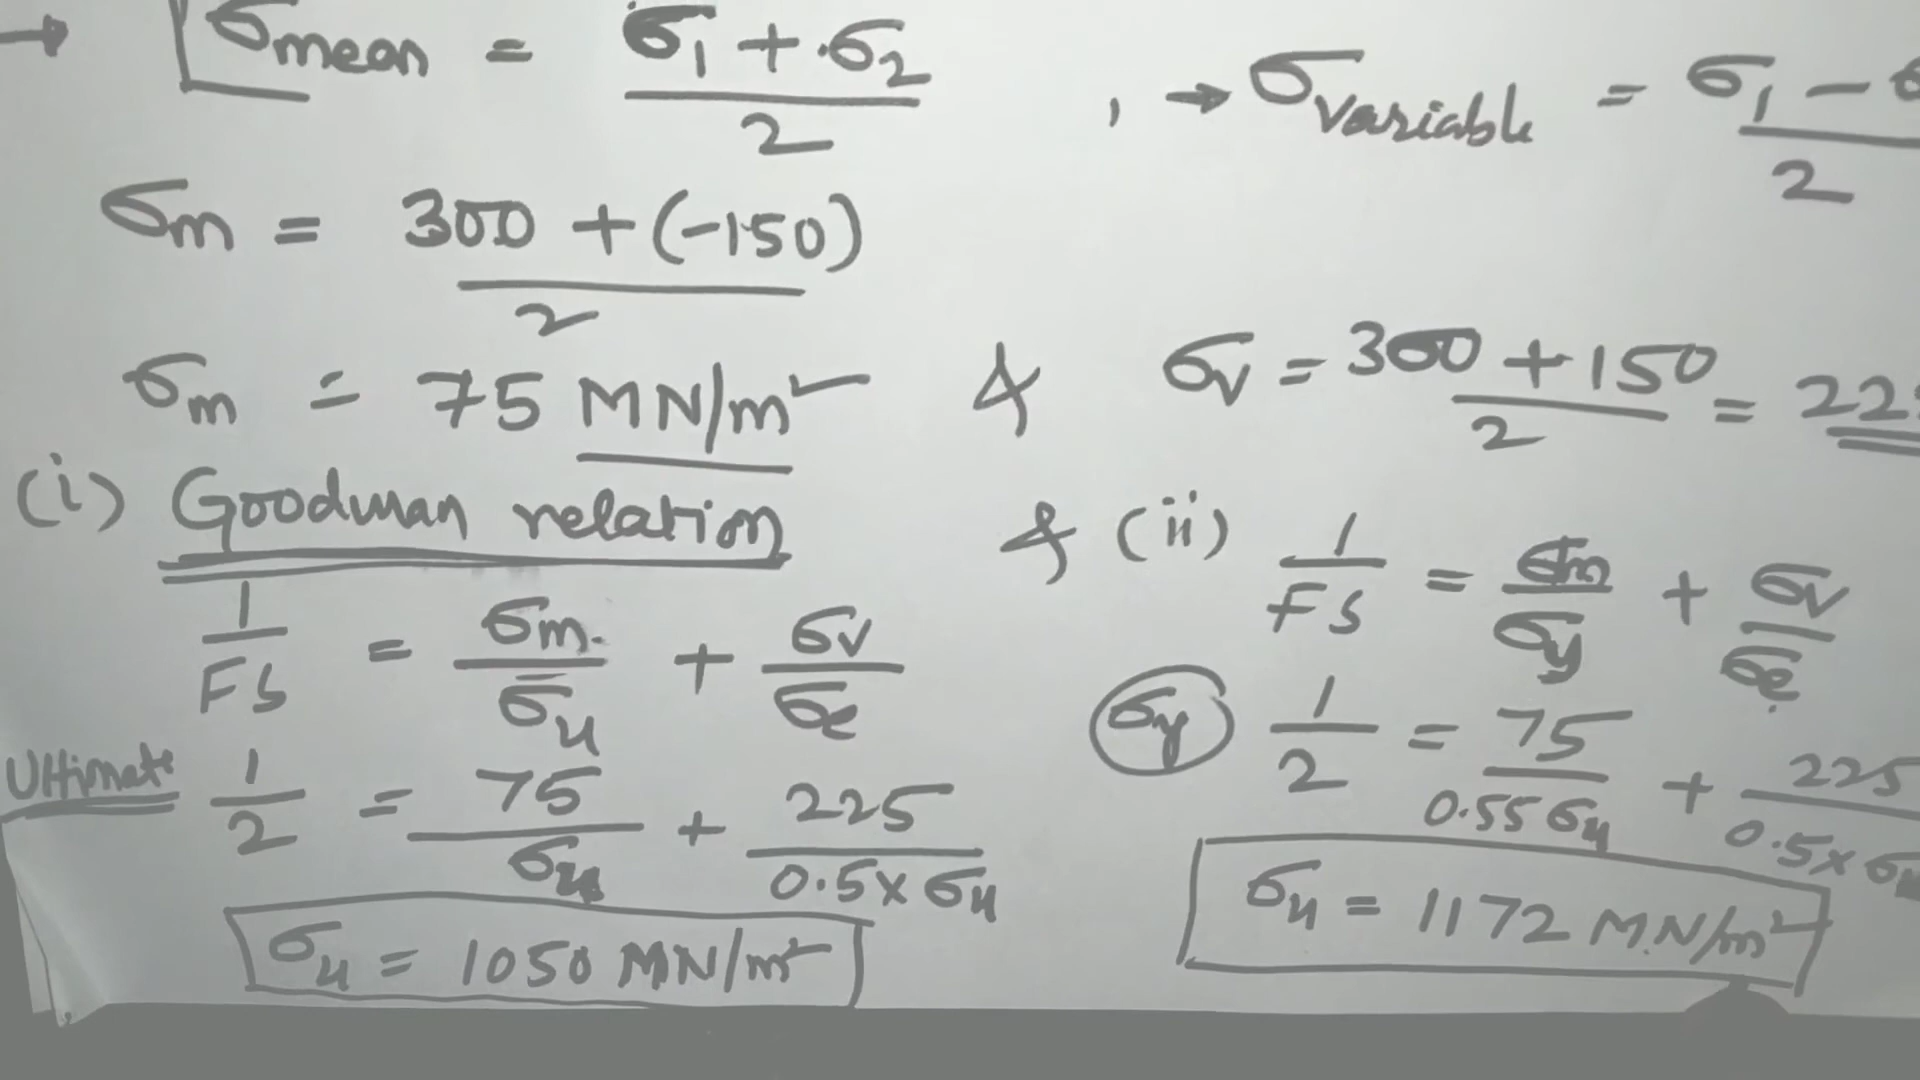 → σmean = σ1 + σ2 / 2 , → σvariable = σ1 - / 2
σm = 300 + (-150) / 2
σm = 75 MN/m² & σv = 300 + 150 / 2 = 22
(i) Goodman relation & (ii) 1/FS = σm/σy + σv/σe
1/FS = σm/σu + σv/σe
σy 1/2 = 75/0.55σu + 225/0.5×σu
Ultimate 1/2 = 75/σu + 225/0.5×σu
σu = 1050 MN/m² σu = 1172 M.N/m²